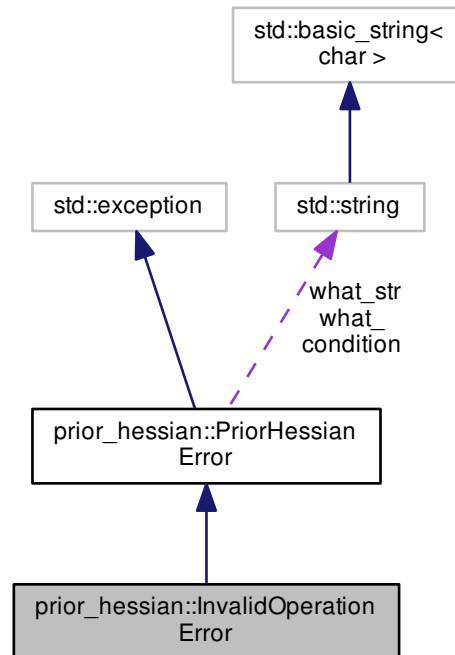 std::basic_string<
char >
std::exception
std::string
what_str
what_
condition
prior_hessian::PriorHessian
Error
prior_hessian::InvalidOperation
Error